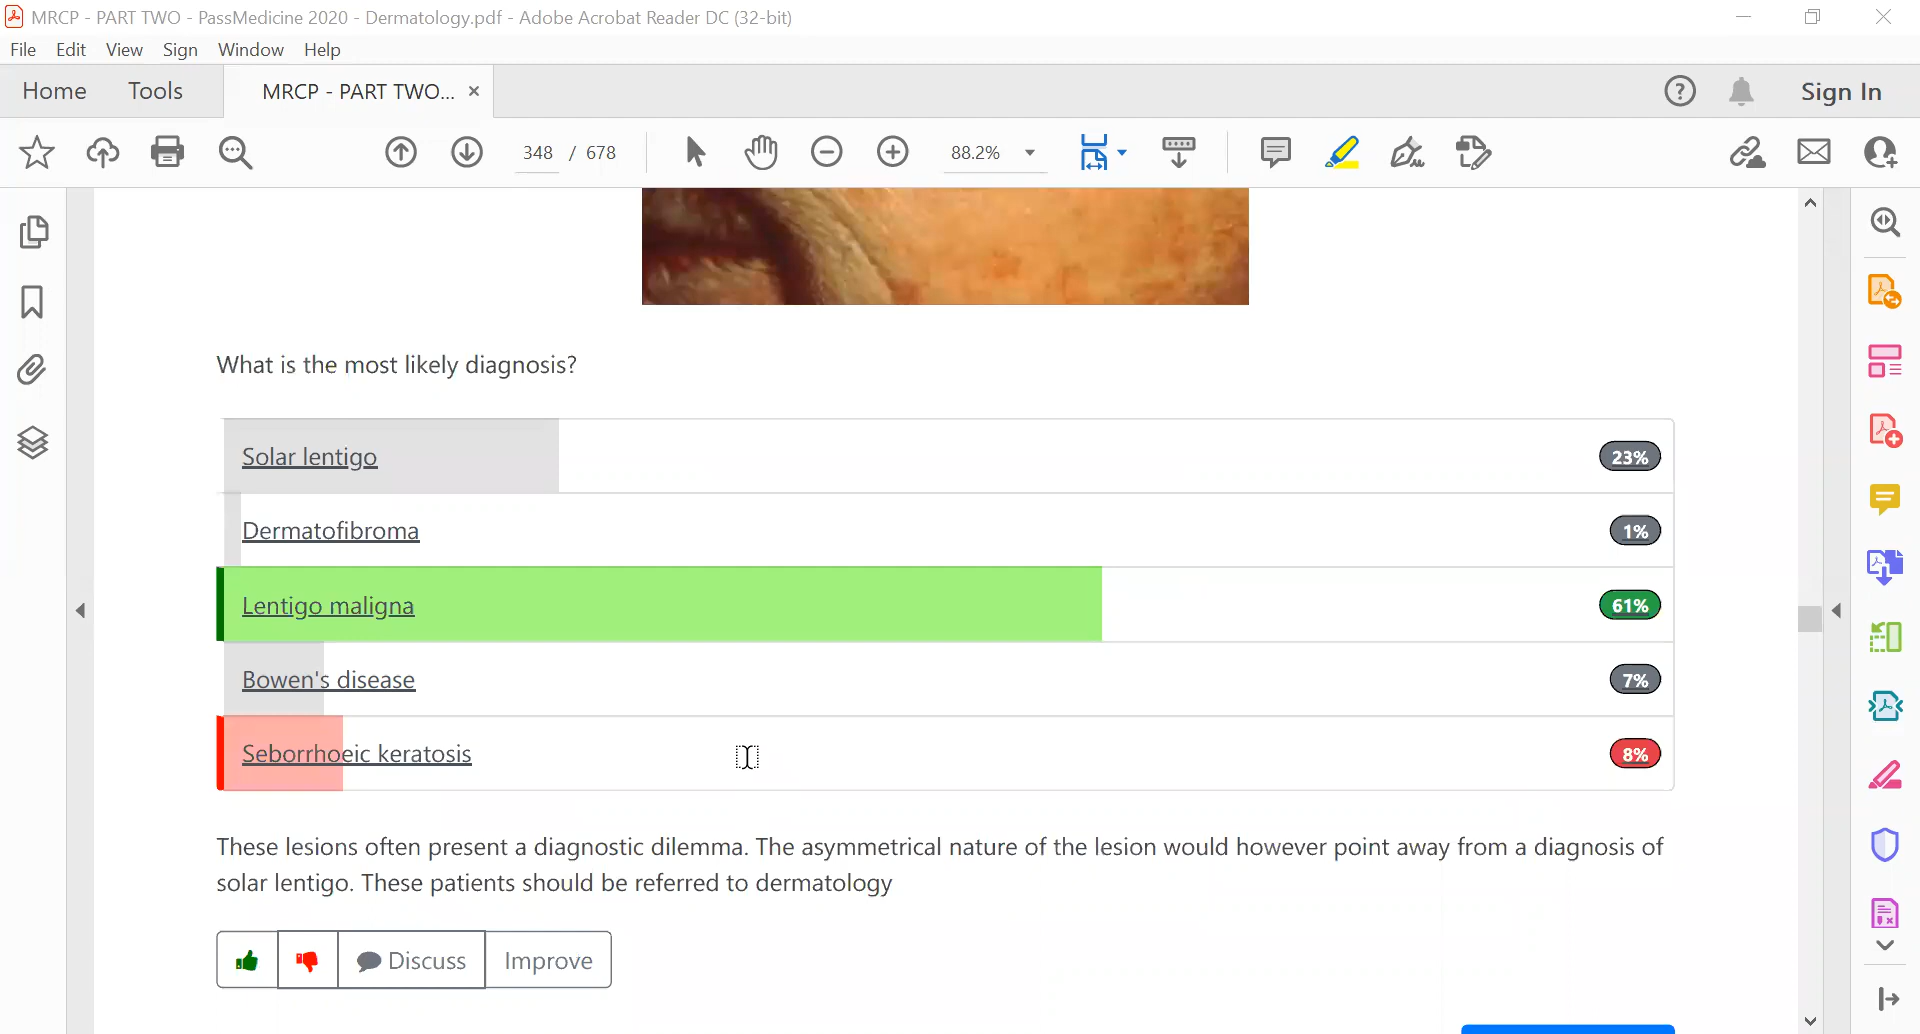 MRCP - PART TWO - PassMedicine 2020 - Dermatology.pdf - Adobe Acrobat Reader DC (32-bit)
File Edit View Sign Window Help
Home Tools MRCP - PART TWO... × Sign In
348 / 678 88.2%
What is the most likely diagnosis?
Solar lentigo 23%
Dermatofibroma 1%
Lentigo maligna 61%
Bowen's disease 7%
Seborrhoeic keratosis 8%
These lesions often present a diagnostic dilemma. The asymmetrical nature of the lesion would however point away from a diagnosis of
solar lentigo. These patients should be referred to dermatology
Discuss Improve